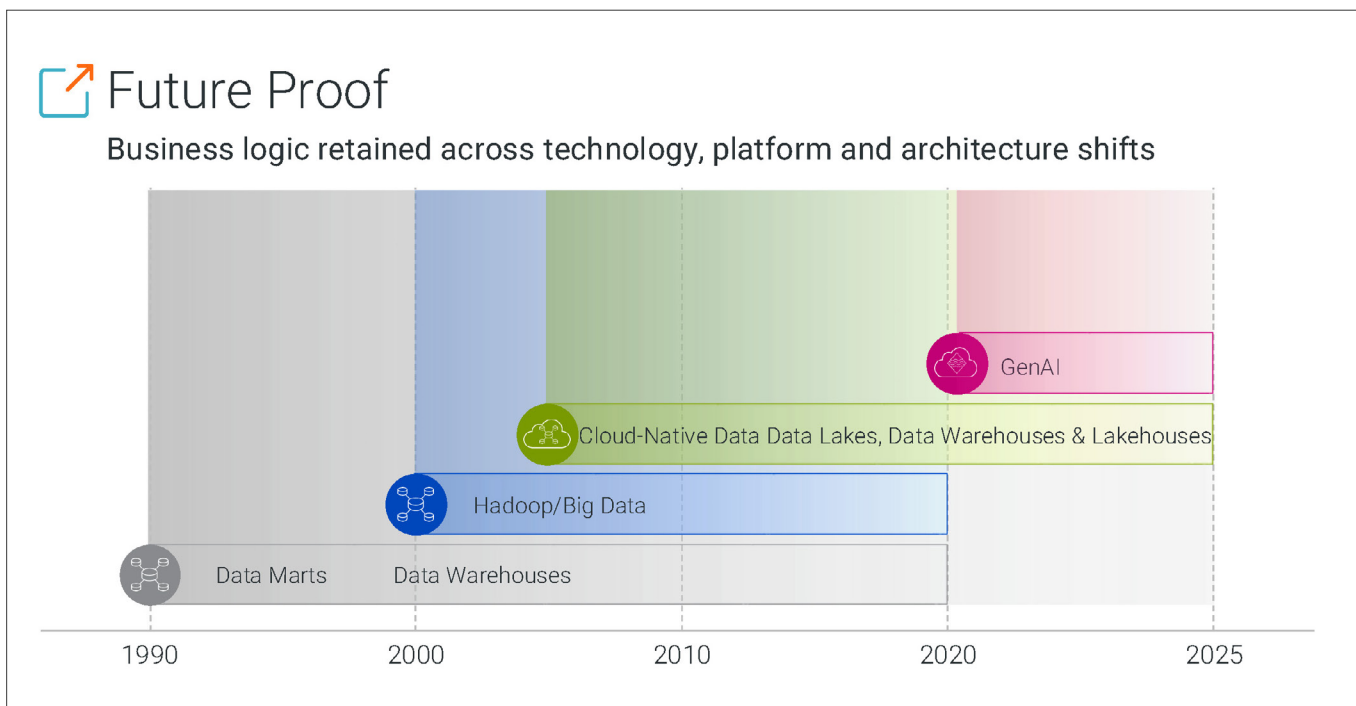 Future Proof
Business logic retained across technology, platform and architecture shifts
GenAI
Cloud-Native Data Data Lakes, Data Warehouses & Lakehouses
Hadoop/Big Data
Data Marts Data Warehouses
1990 2000 2010 2020 2025